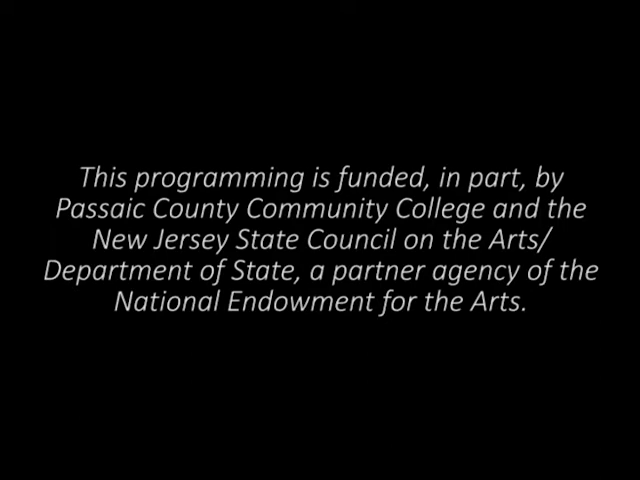 This programming is funded, in part, by
Passaic County Community College and the
New Jersey State Council on the Arts/
Department of State, a partner agency of the
National Endowment for the Arts.